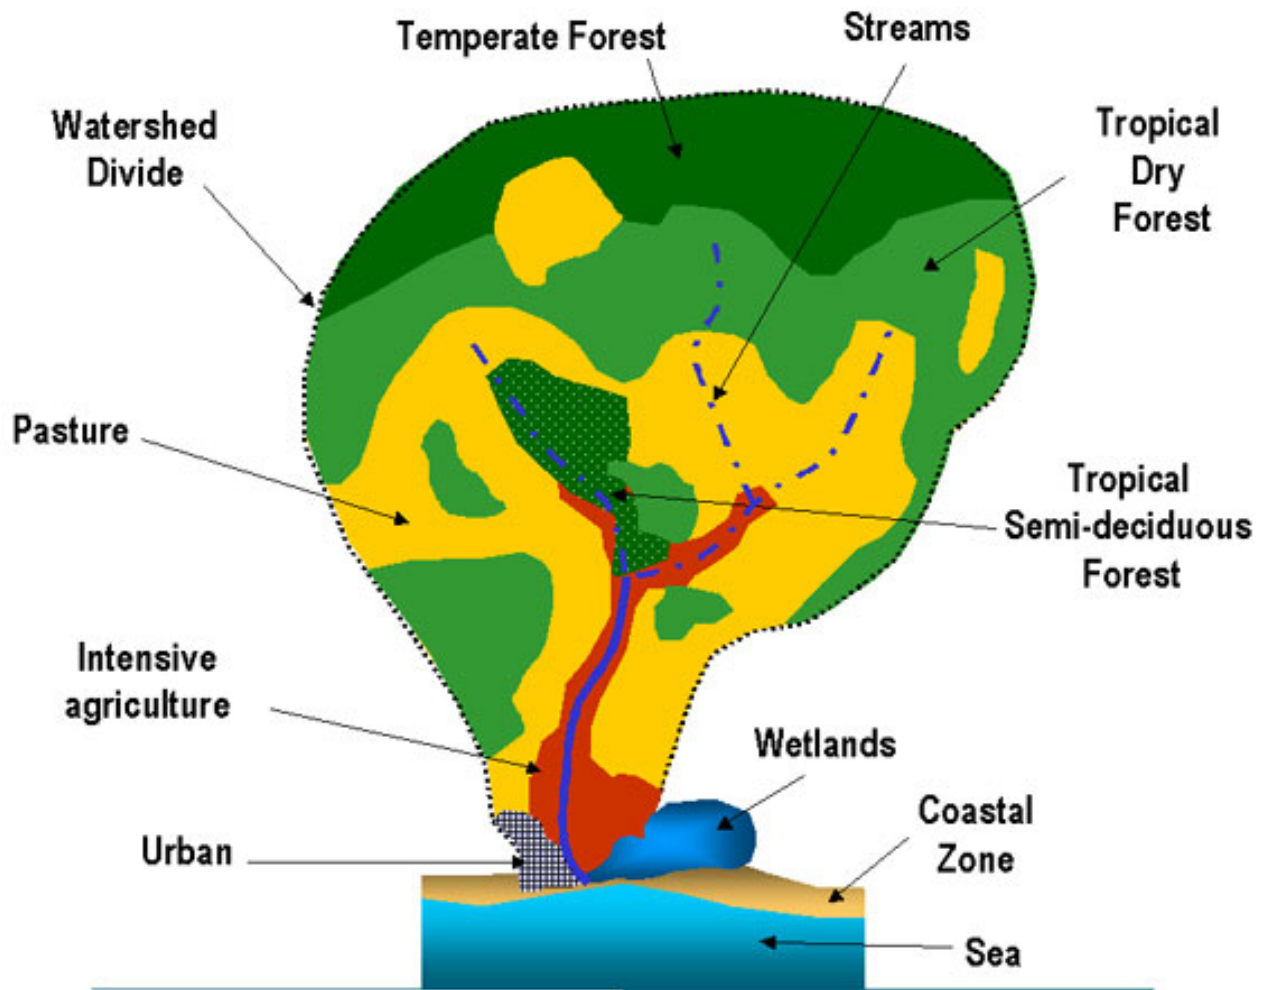 Temperate Forest
Streams
Watershed
Divide
Tropical
Dry
Forest
Pasture
Tropical
Semi-deciduous
Forest
Intensive
agriculture
Wetlands
Coastal
Zone
Urban
Sea